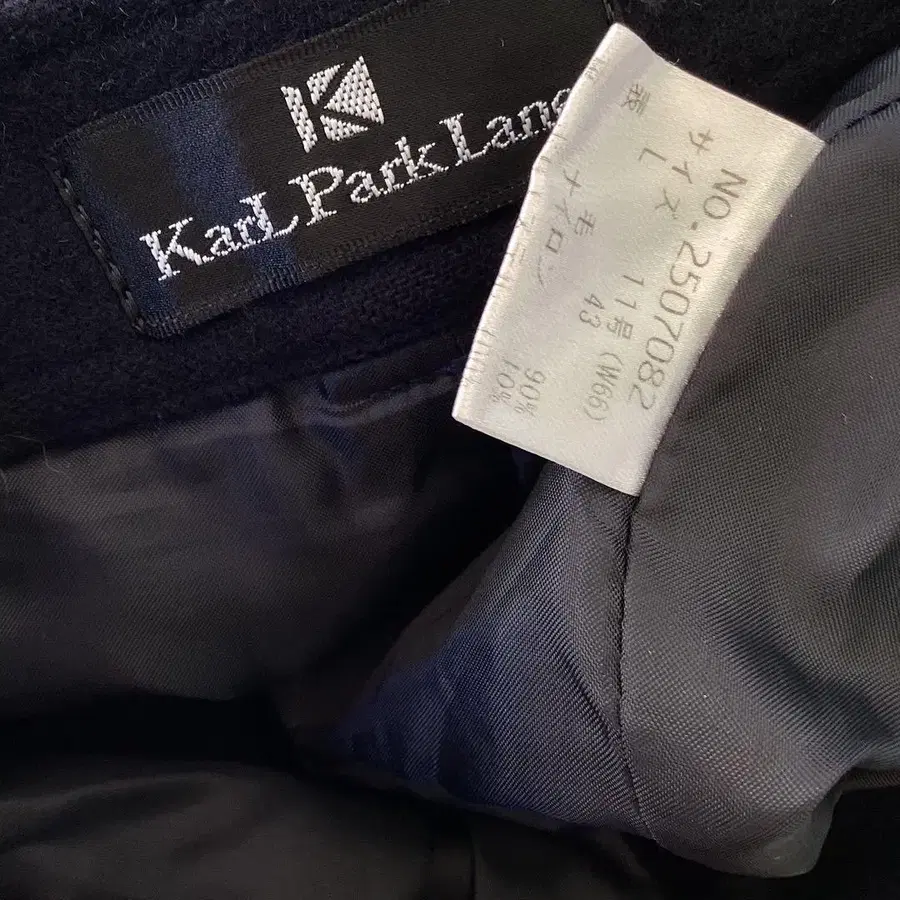 K
KarL Park Lane
NO.2507082
サイズ 11号(W66)
L 43
毛 90%
ナイロン 10%